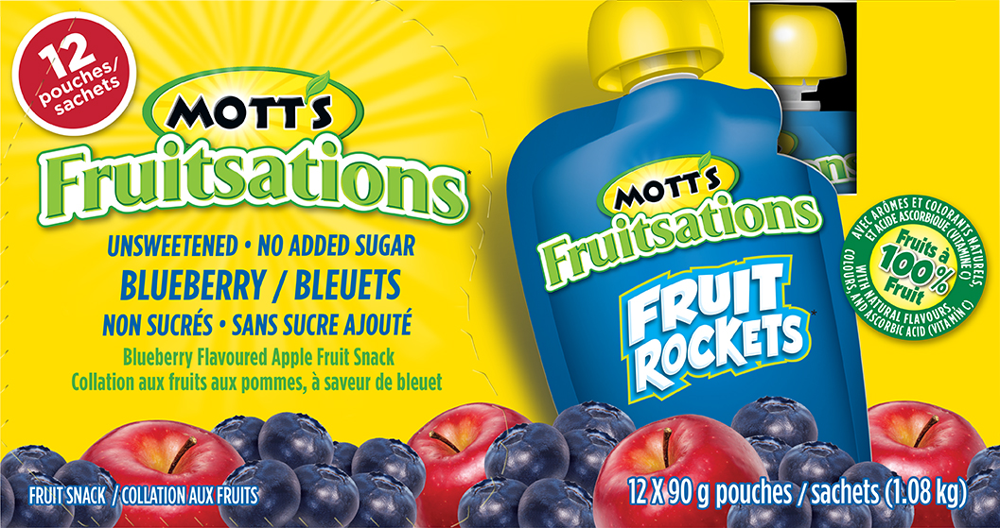 12
pouches/
sachets
MOTT'S
Fruitsations*
UNSWEETENED • NO ADDED SUGAR
BLUEBERRY / BLEUETS
NON SUCRÉS • SANS SUCRE AJOUTÉ
Blueberry Flavoured Apple Fruit Snack
Collation aux fruits aux pommes, à saveur de bleuet
FRUIT SNACK / COLLATION AUX FRUITS
MOTT'S
Fruitsations
FRUIT
ROCKETS*
ns
AVEC ARÔMES ET COLORANTS NATURELS,
ET ACIDE ASCORBIQUE (VITAMINE C)
Fruits à
100%
Fruit
WITH NATURAL FLAVOURS,
COLOURS, AND ASCORBIC ACID (VITAMIN C)
12 X 90 g pouches / sachets (1.08 kg)